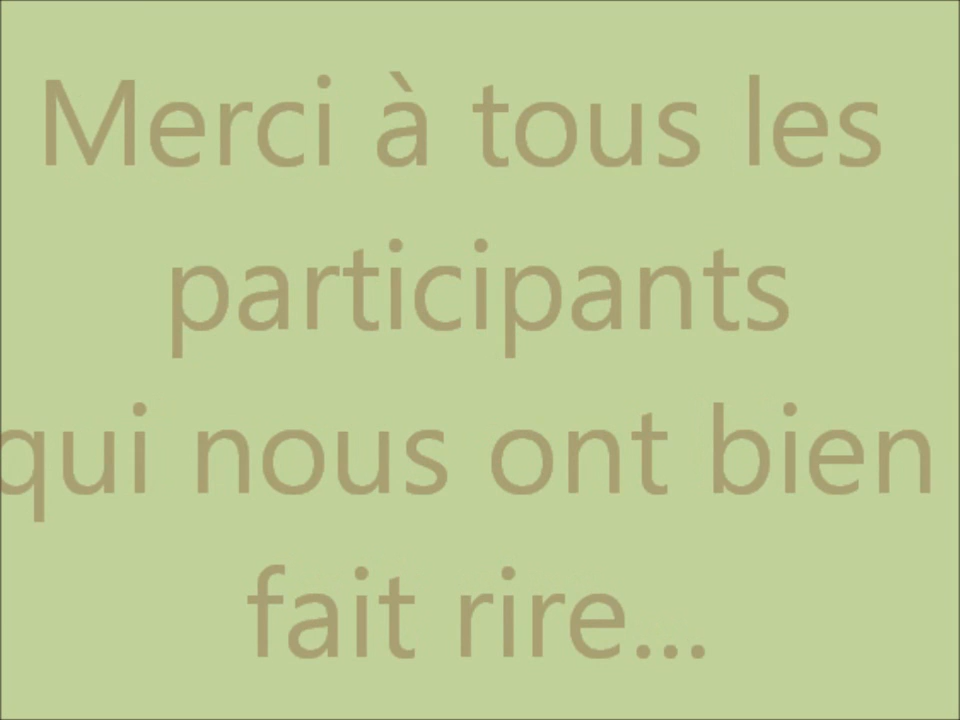 Merci à tous les
participants
qui nous ont bien
fait rire...